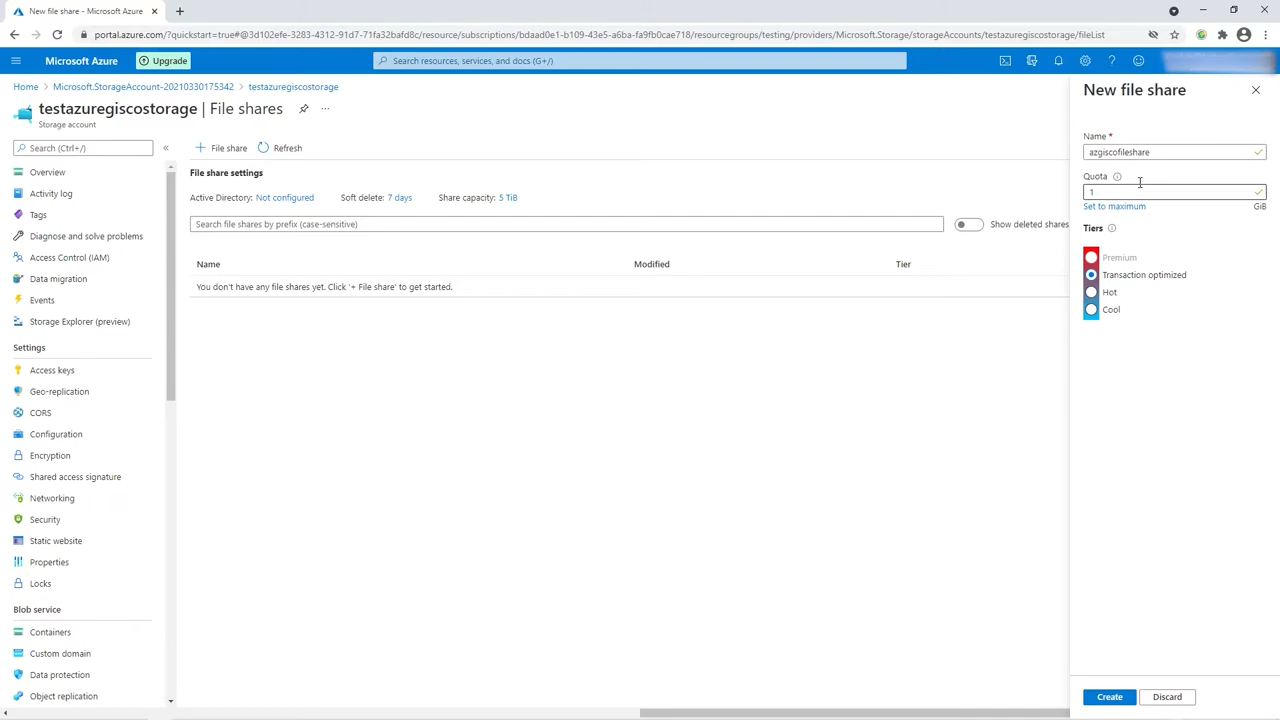 New file share - Microsoft Azure
portal.azure.com/?quickstart=true#@3d102efe-3283-4312-91d7-71fa32bafd8c/resource/subscriptions/bdaad0e1-b109-43e5-a6ba-fa9fb0cae718/resourcegroups/testing/providers/Microsoft.Storage/storageAccounts/testazuregiscostorage/fileList
Microsoft Azure
Upgrade
Search resources, services, and docs (G+/)
Home > Microsoft.StorageAccount-20210330175342 > testazuregiscostorage
testazuregiscostorage | File shares
Storage account
Search (Ctrl+/)
Overview
Activity log
Tags
Diagnose and solve problems
Access Control (IAM)
Data migration
Events
Storage Explorer (preview)
Settings
Access keys
Geo-replication
CORS
Configuration
Encryption
Shared access signature
Networking
Security
Static website
Properties
Locks
Blob service
Containers
Custom domain
Data protection
Object replication
File share Refresh
File share settings
Active Directory: Not configured Soft delete: 7 days Share capacity: 5 TiB
Search file shares by prefix (case-sensitive)
Show deleted shares
Name Modified Tier
You don't have any file shares yet. Click '+ File share' to get started.
New file share
Name *
azgiscofileshare
Quota
1
Set to maximum GiB
Tiers
Premium
Transaction optimized
Hot
Cool
Create Discard